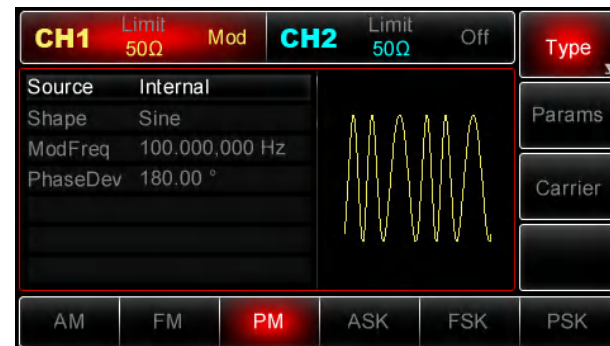 CH1 Limit 50Ω Mod CH2 Limit 50Ω Off Type
Source Internal
Shape Sine
ModFreq 100.000,000 Hz
PhaseDev 180.00 °
Params
Carrier
AM FM PM ASK FSK PSK